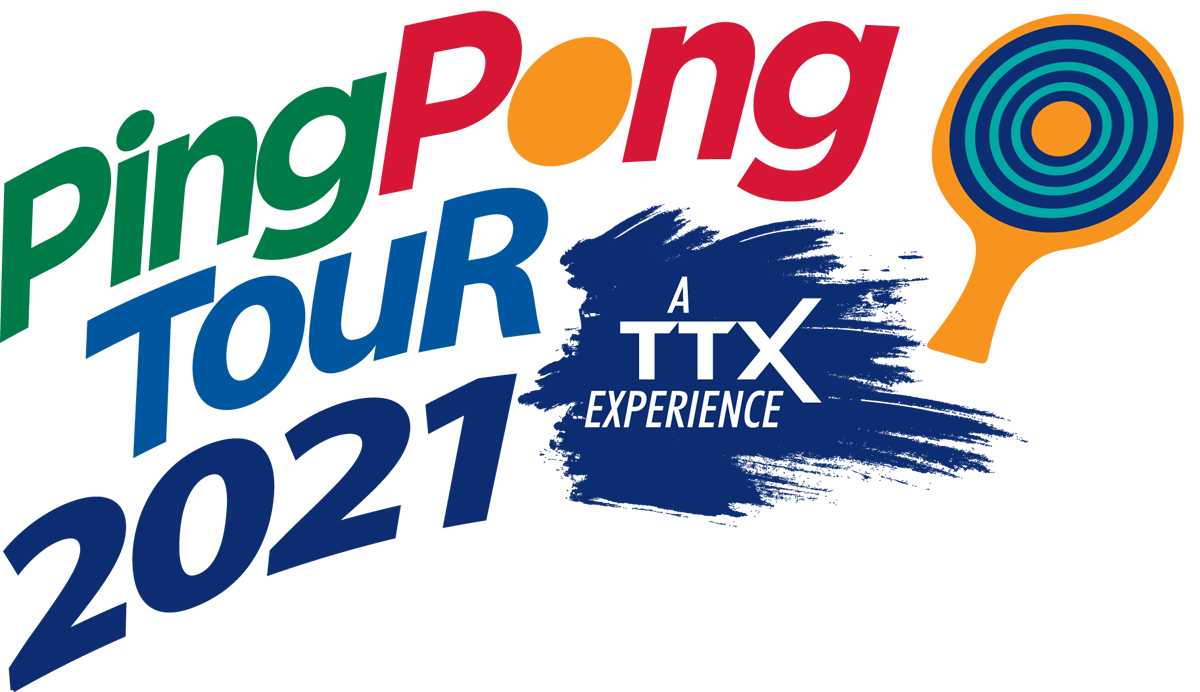 PingPong
TouR
2021
A
TTX
EXPERIENCE